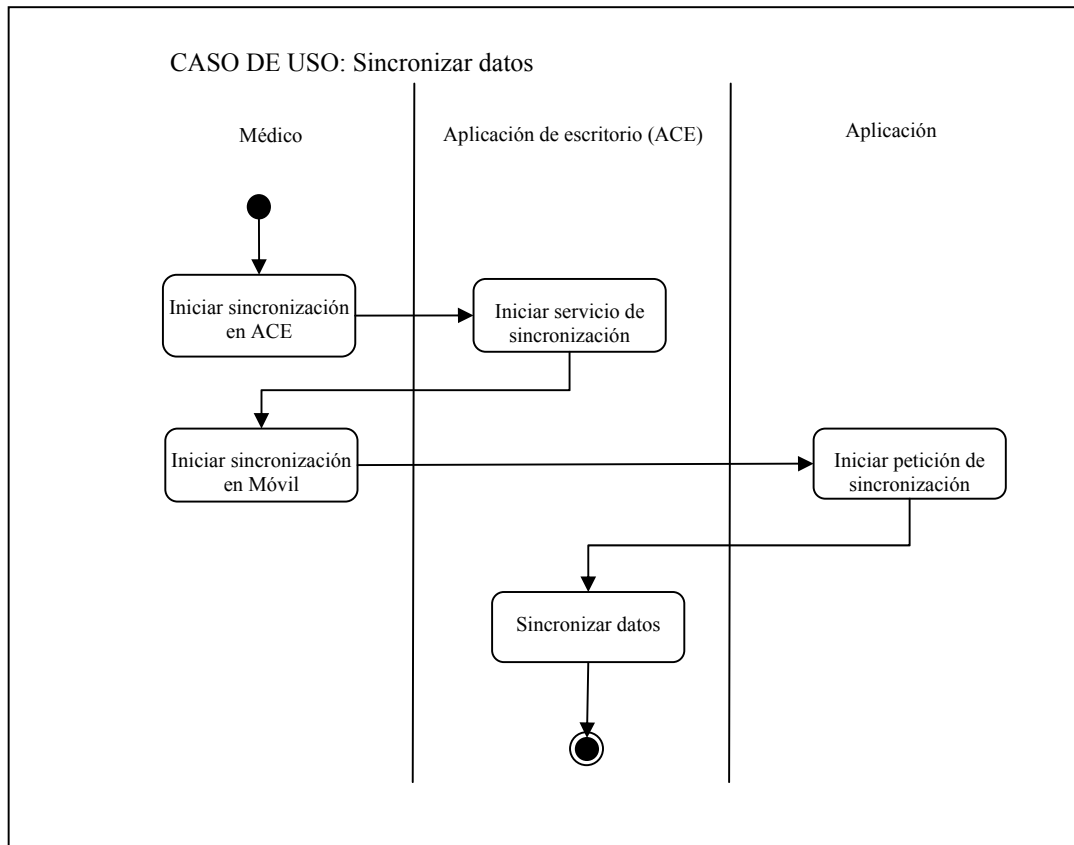 CASO DE USO: Sincronizar datos
Médico
Aplicación de escritorio (ACE)
Aplicación
Iniciar sincronización
en ACE
Iniciar servicio de
sincronización
Iniciar sincronización
en Móvil
Iniciar petición de
sincronización
Sincronizar datos